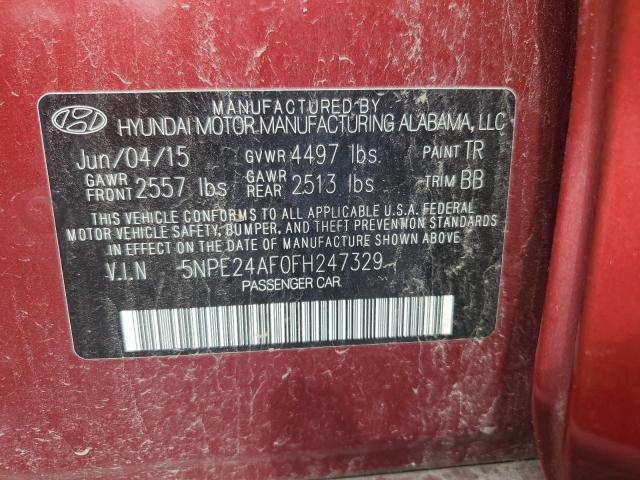 MANUFACTURED BY
HYUNDAI MOTOR MANUFACTURING ALABAMA, LLC
Jun/04/15 GVWR 4497 lbs. PAINT TR
GAWR FRONT 2557 lbs GAWR REAR 2513 lbs TRIM BB
THIS VEHICLE CONFORMS TO ALL APPLICABLE U.S.A. FEDERAL
MOTOR VEHICLE SAFETY, BUMPER, AND THEFT PREVENTION STANDARDS
IN EFFECT ON THE DATE OF MANUFACTURE SHOWN ABOVE.
V.I.N 5NPE24AF0FH247329
PASSENGER CAR